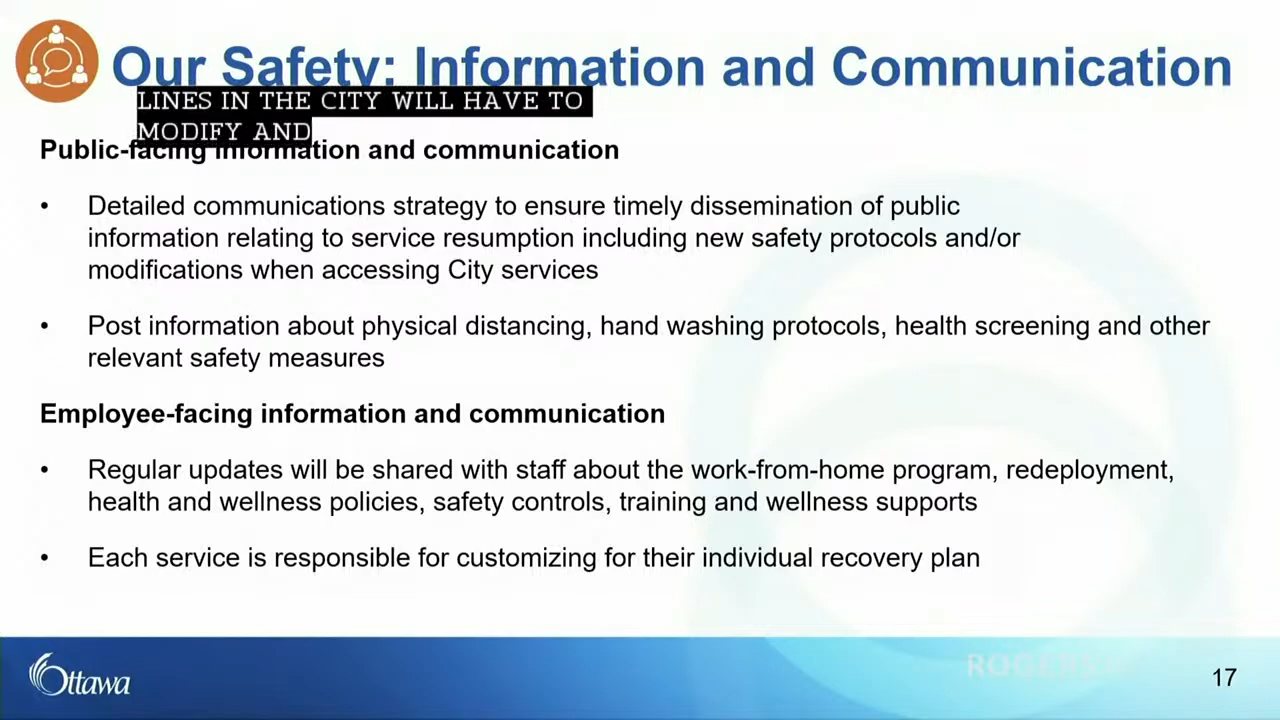 Our Safety: Information and Communication
LINES IN THE CITY WILL HAVE TO
MODIFY AND
Public-facing information and communication
• Detailed communications strategy to ensure timely dissemination of public
information relating to service resumption including new safety protocols and/or
modifications when accessing City services
• Post information about physical distancing, hand washing protocols, health screening and other
relevant safety measures
Employee-facing information and communication
• Regular updates will be shared with staff about the work-from-home program, redeployment,
health and wellness policies, safety controls, training and wellness supports
• Each service is responsible for customizing for their individual recovery plan
Ottawa
ROGERS
17